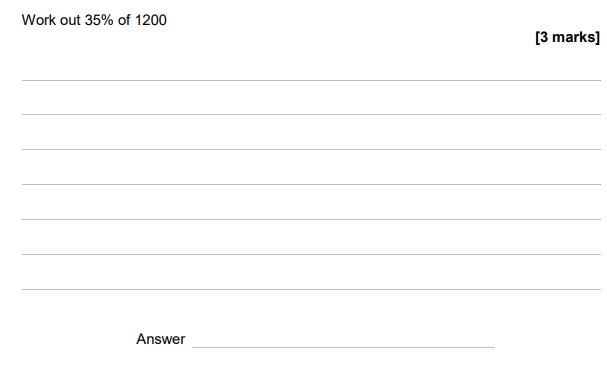 Work out 35% of 1200
[3 marks]
Answer